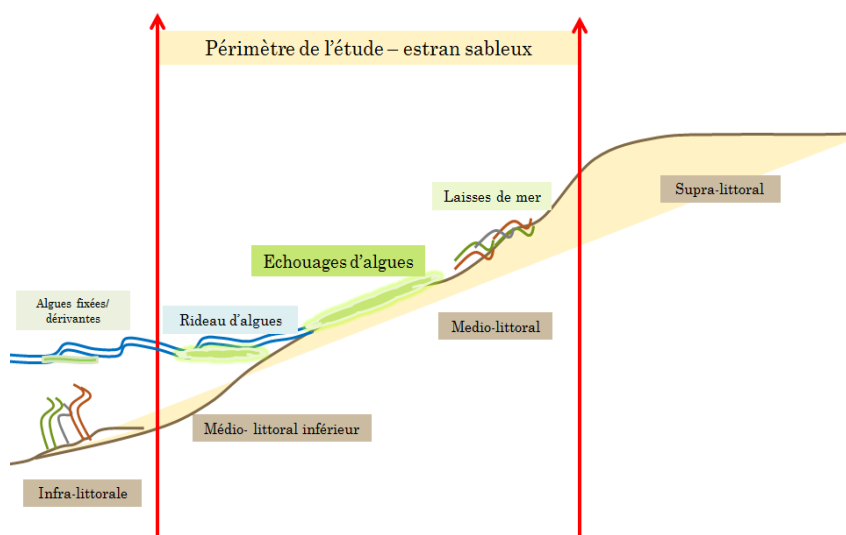 Périmètre de l'étude – estran sableux
Supra-littoral
Laisses de mer
Echouages d'algues
Algues fixées/
dérivantes
Rideau d'algues
Medio-littoral
Médio- littoral inférieur
Infra-littorale